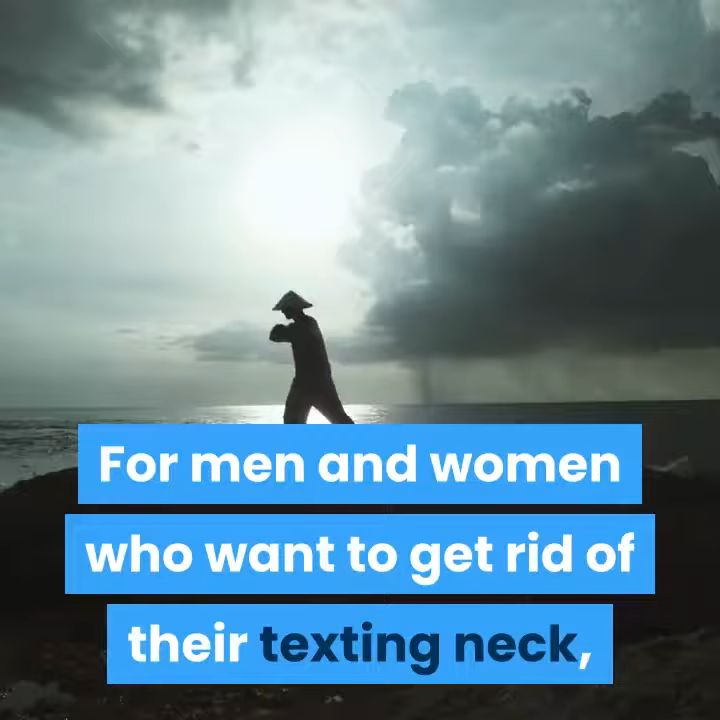 For men and women
who want to get rid of
their texting neck,